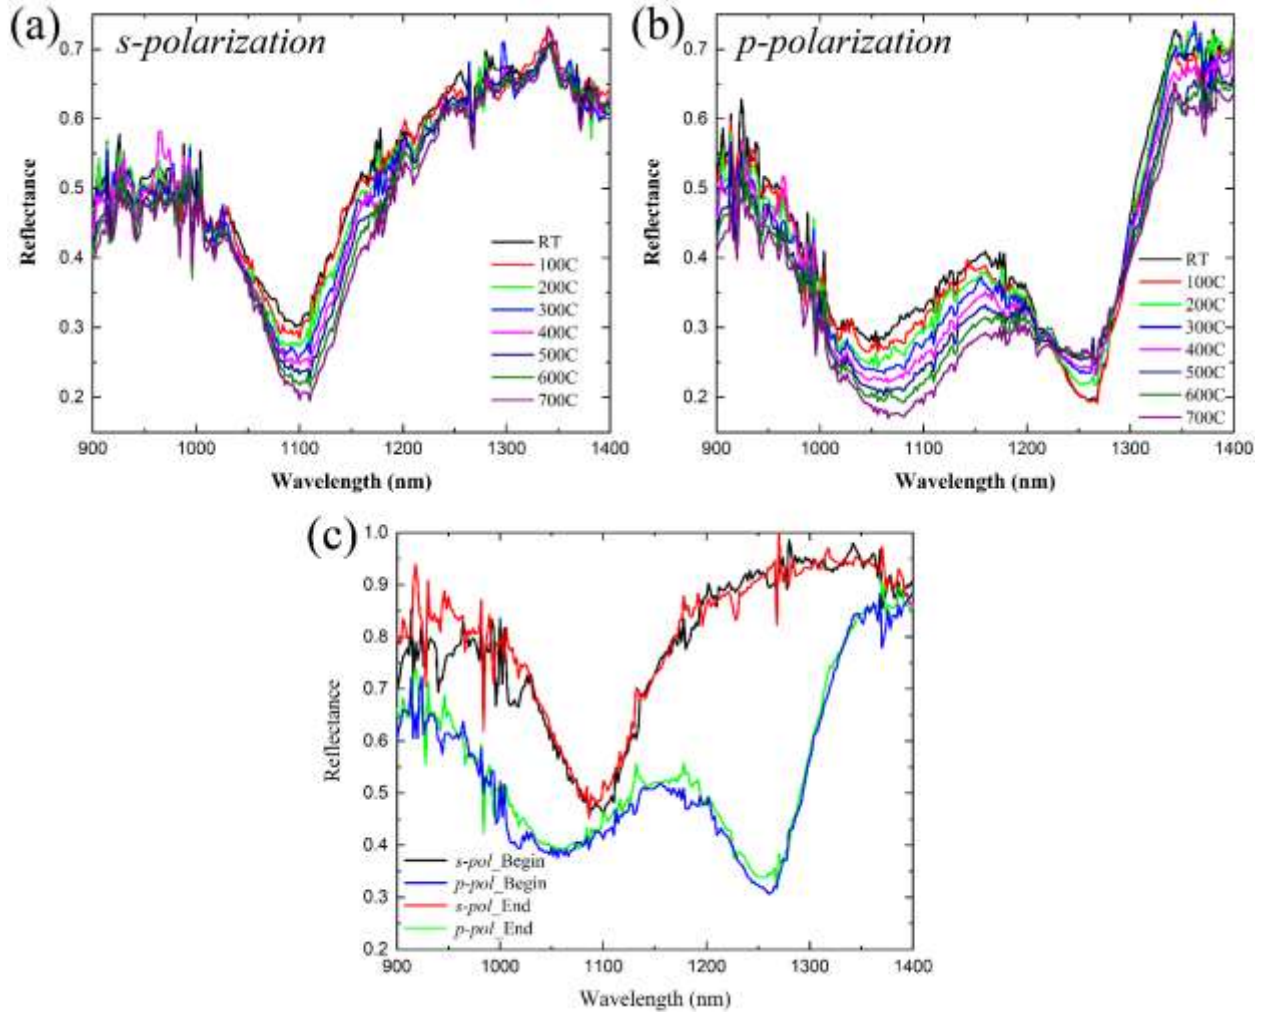 (a)
s-polarization
0.7
0.6
0.5
0.4
0.3
0.2
Reflectance
RT
100C
200C
300C
400C
500C
600C
700C
900 1000 1100 1200 1300 1400
Wavelength (nm)
(b)
p-polarization
0.7
0.6
0.5
0.4
0.3
0.2
Reflectance
RT
100C
200C
300C
400C
500C
600C
700C
900 1000 1100 1200 1300 1400
Wavelength (nm)
(c)
1.0
0.9
0.8
0.7
0.6
0.5
0.4
0.3
0.2
Reflectance
s-pol_Begin
p-pol_Begin
s-pol_End
p-pol_End
900 1000 1100 1200 1300 1400
Wavelength (nm)